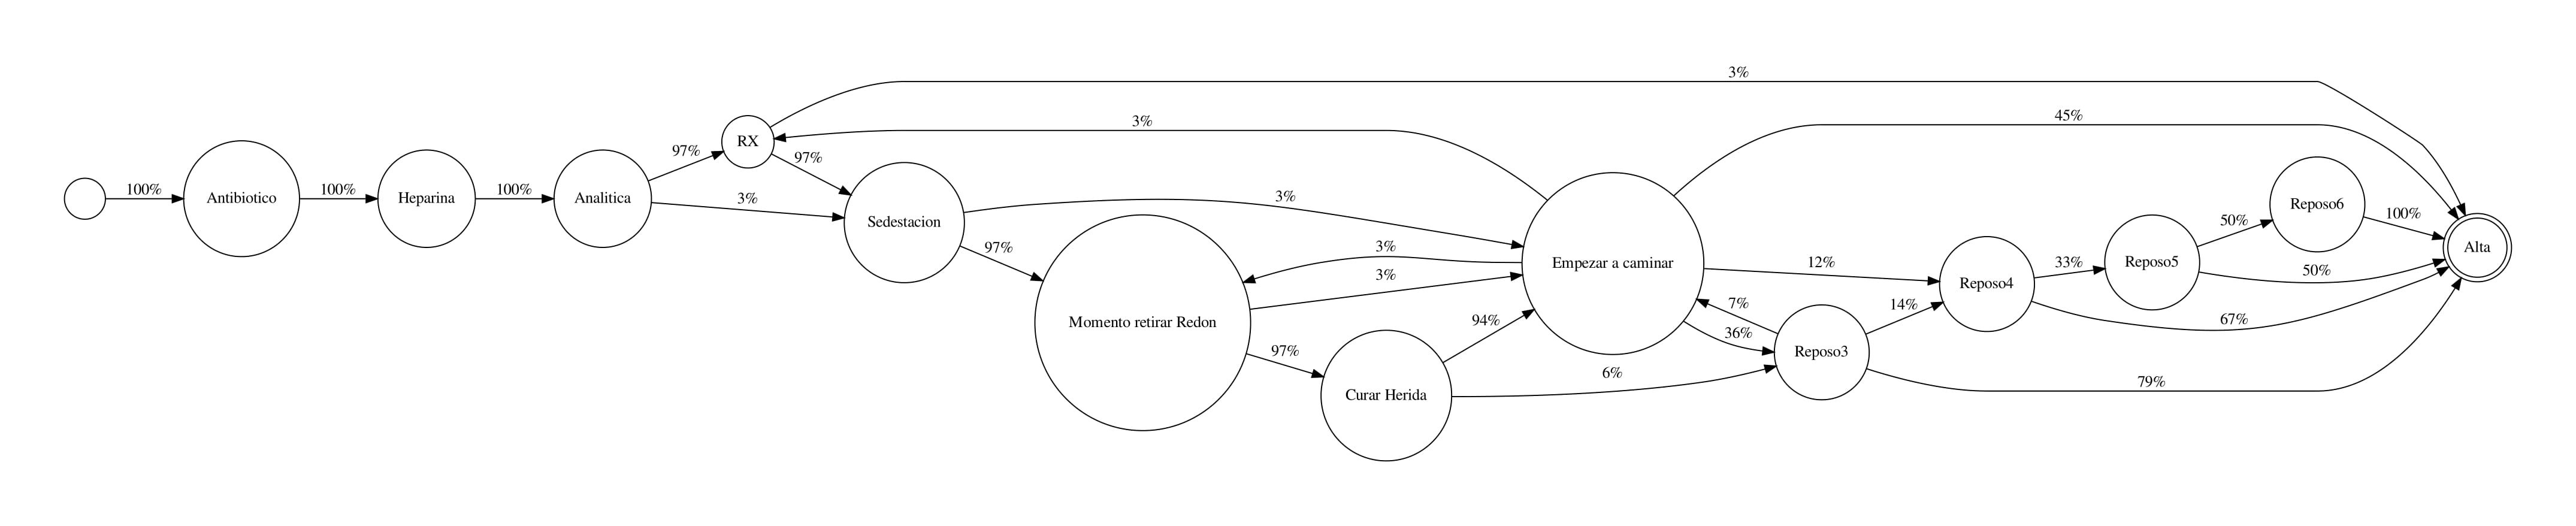 3%
3%
45%
RX
97%
97%
Reposo6
100%
100%
100%
100%
Antibiotico
Heparina
Analitica
3%
Sedestacion
3%
50%
Alta
97%
3%
Empezar a caminar
12%
33%
Reposo5
50%
3%
Reposo4
Momento retirar Redon
94%
7%
14%
67%
36%
97%
Reposo3
6%
79%
Curar Herida